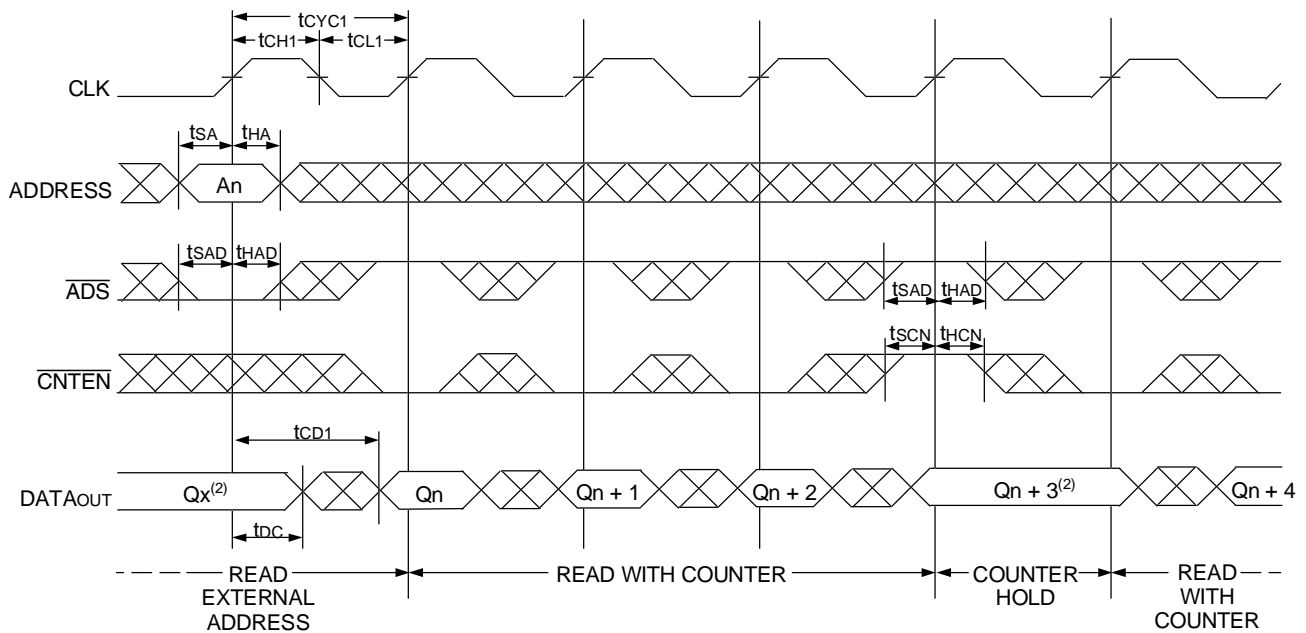 tCYC1
tCH1 tCL1
CLK
tSA tHA
ADDRESS An
tSAD tHAD
ADS
tSAD tHAD
tSCN tHCN
CNTEN
tCD1
DATAOUT Qx(2) Qn Qn + 1 Qn + 2 Qn + 3(2) Qn + 4
tDC
READ EXTERNAL ADDRESS
READ WITH COUNTER
COUNTER HOLD
READ WITH COUNTER